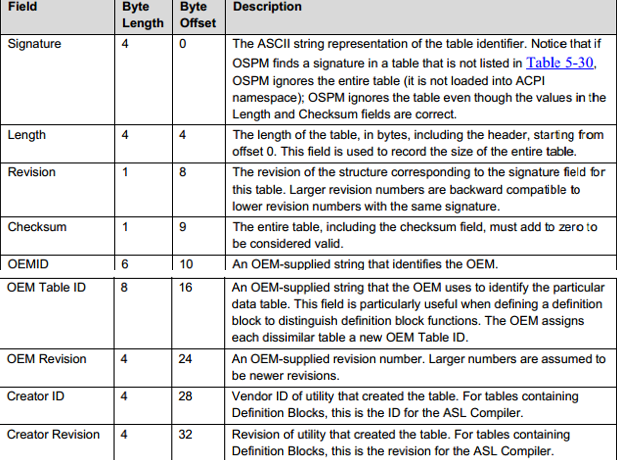 Field Byte Length Byte Offset Description
Signature 4 0 The ASCII string representation of the table identifier. Notice that if
OSPM finds a signature in a table that is not listed in Table 5-30,
OSPM ignores the entire table (it is not loaded into ACPI
namespace); OSPM ignores the table even though the values in the
Length and Checksum fields are correct.
Length 4 4 The length of the table, in bytes, including the header, starting from
offset 0. This field is used to record the size of the entire table.
Revision 1 8 The revision of the structure corresponding to the signature field for
this table. Larger revision numbers are backward compatible to
lower revision numbers with the same signature.
Checksum 1 9 The entire table, including the checksum field, must add to zero to
be considered valid.
OEMID 6 10 An OEM-supplied string that identifies the OEM.
OEM Table ID 8 16 An OEM-supplied string that the OEM uses to identify the particular
data table. This field is particularly useful when defining a definition
block to distinguish definition block functions. The OEM assigns
each dissimilar table a new OEM Table ID.
OEM Revision 4 24 An OEM-supplied revision number. Larger numbers are assumed to
be newer revisions.
Creator ID 4 28 Vendor ID of utility that created the table. For tables containing
Definition Blocks, this is the ID for the ASL Compiler.
Creator Revision 4 32 Revision of utility that created the table. For tables containing
Definition Blocks, this is the revision for the ASL Compiler.